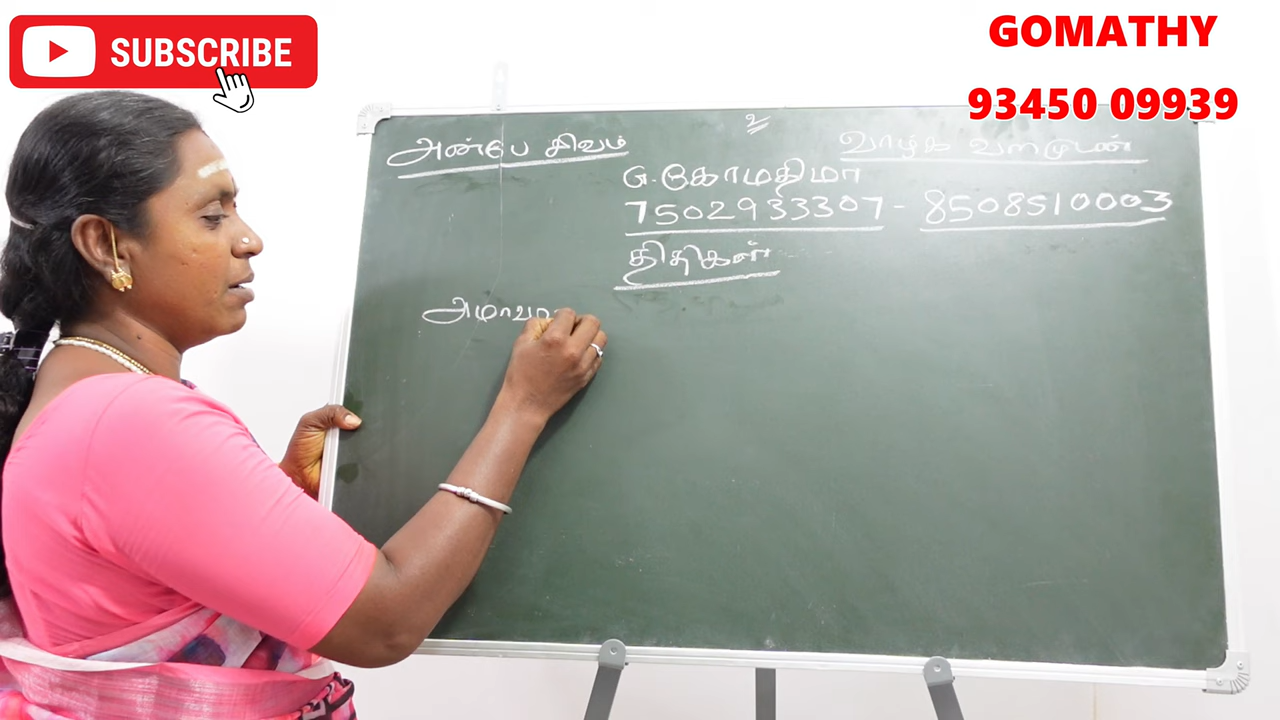 SUBSCRIBE
GOMATHY
93450 09939
உ
அன்பே சிவம்
வாழ்க வளமுடன்
G.கோமதிமா
7502933307 - 8508510003
திதிகள்
அமாவா